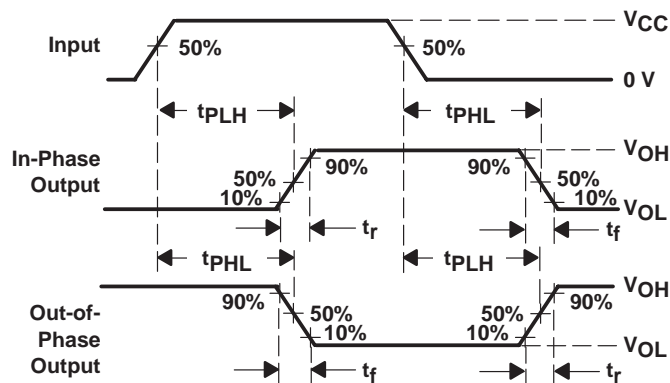 Input
50%
50%
VCC
0 V
tPLH
tPHL
In-Phase
Output
50%
10%
90%
90%
50%
10%
VOH
VOL
tr
tf
tPHL
tPLH
Out-of-
Phase
Output
90%
50%
10%
50%
10%
90%
VOH
VOL
tf
tr